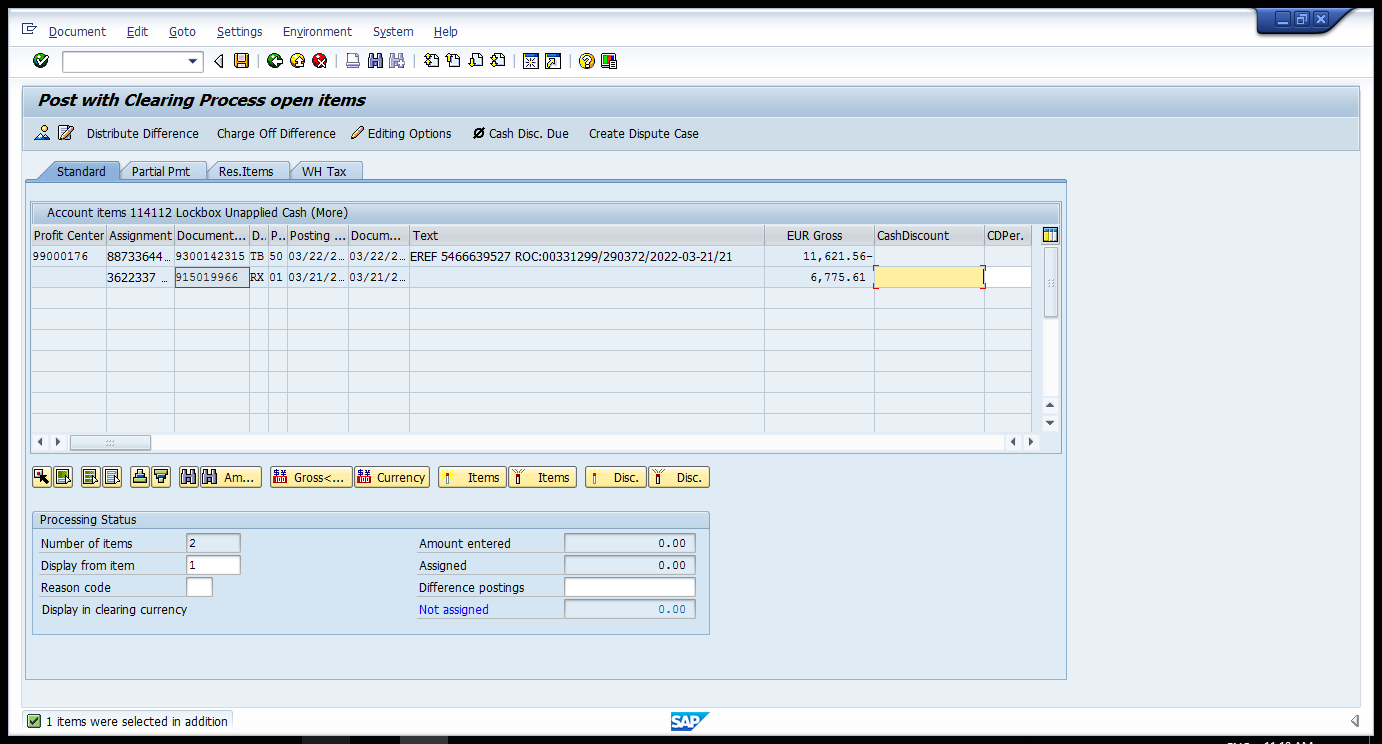 Document Edit Goto Settings Environment System Help
Post with Clearing Process open items
Distribute Difference Charge Off Difference Editing Options Cash Disc. Due Create Dispute Case
Standard Partial Pmt Res.Items WH Tax
Account items 114112 Lockbox Unapplied Cash (More)
Profit Center Assignment Document... D.. P.. Posting ... Docum... Text EUR Gross CashDiscount CDPer.
99000176 88733644... 9300142315 TB 50 03/22/2... 03/22/2... EREF 5466639527 ROC:00331299/290372/2022-03-21/21 11,621.56-
3622337 ... 915019966 RX 01 03/21/2... 03/21/2... 6,775.61
Am... Gross<... Currency Items Items Disc. Disc.
Processing Status
Number of items 2 Amount entered 0.00
Display from item 1 Assigned 0.00
Reason code Difference postings
Display in clearing currency Not assigned 0.00
1 items were selected in addition SAP